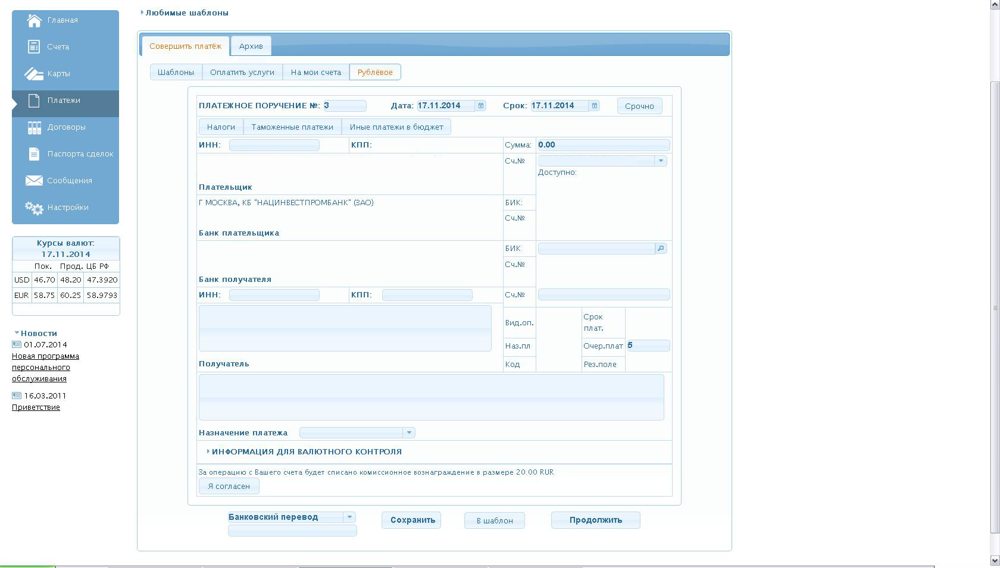 Главная
Счета
Карты
Платежи
Договоры
Паспорта сделок
Сообщения
Настройки
Курсы валют:
17.11.2014
Пок. Прод. ЦБ РФ
USD 46.70 48.20 47.3920
EUR 58.75 60.25 58.9793
Новости
01.07.2014
Новая программа
персонального
обслуживания
16.03.2011
Приветствие
Любимые шаблоны
Совершить платёж Архив
Шаблоны Оплатить услуги На мои счета Рублёвое
ПЛАТЕЖНОЕ ПОРУЧЕНИЕ №: 3 Дата: 17.11.2014 Срок: 17.11.2014 Срочно
Налоги Таможенные платежи Иные платежи в бюджет
ИНН: КПП: Сумма: 0.00
Сч.№
Доступно:
Плательщик
Г МОСКВА, КБ "НАЦИНВЕСТПРОМБАНК" (ЗАО) БИК:
Сч.№
Банк плательщика
БИК
Сч.№
Банк получателя
ИНН: КПП: Сч.№
Вид.оп. Срок
плат.
Наз.пл Очер.плат 5
Получатель Код Рез.поле
Назначение платежа
ИНФОРМАЦИЯ ДЛЯ ВАЛЮТНОГО КОНТРОЛЯ
За операцию с Вашего счета будет списано комиссионное вознаграждение в размере 20.00 RUR
Я согласен
Банковский перевод Сохранить В шаблон Продолжить